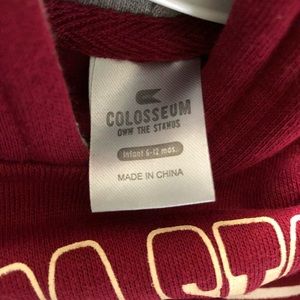 COLOSSEUM
OWN THE STANDS
Infant 6-12 mos.
MADE IN CHINA